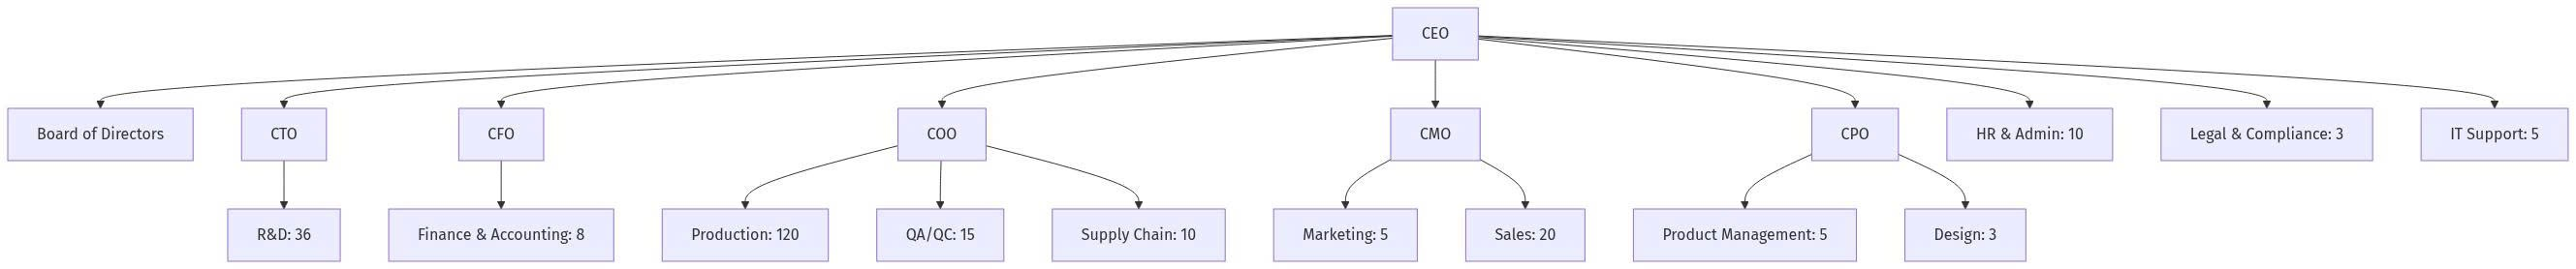 CEO
Board of Directors
CTO
CFO
COO
CMO
CPO
HR & Admin: 10
Legal & Compliance: 3
IT Support: 5
R&D: 36
Finance & Accounting: 8
Production: 120
QA/QC: 15
Supply Chain: 10
Marketing: 5
Sales: 20
Product Management: 5
Design: 3